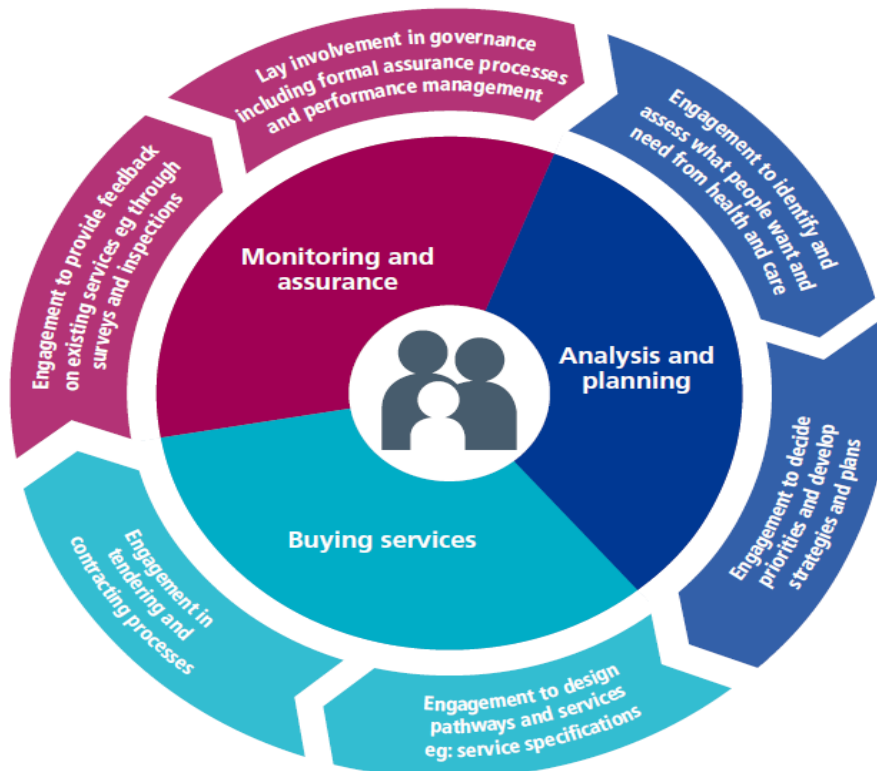 Lay involvement in governance
including formal assurance processes
and performance management
Engagement to identify and
assess what people want and
need from health and care
Engagement to decide
priorities and develop
strategies and plans
Engagement to design
pathways and services
eg: service specifications
Engagement in
tendering and
contracting processes
Engagement to provide feedback
on existing services eg through
surveys and inspections
Monitoring and
assurance
Analysis and
planning
Buying services